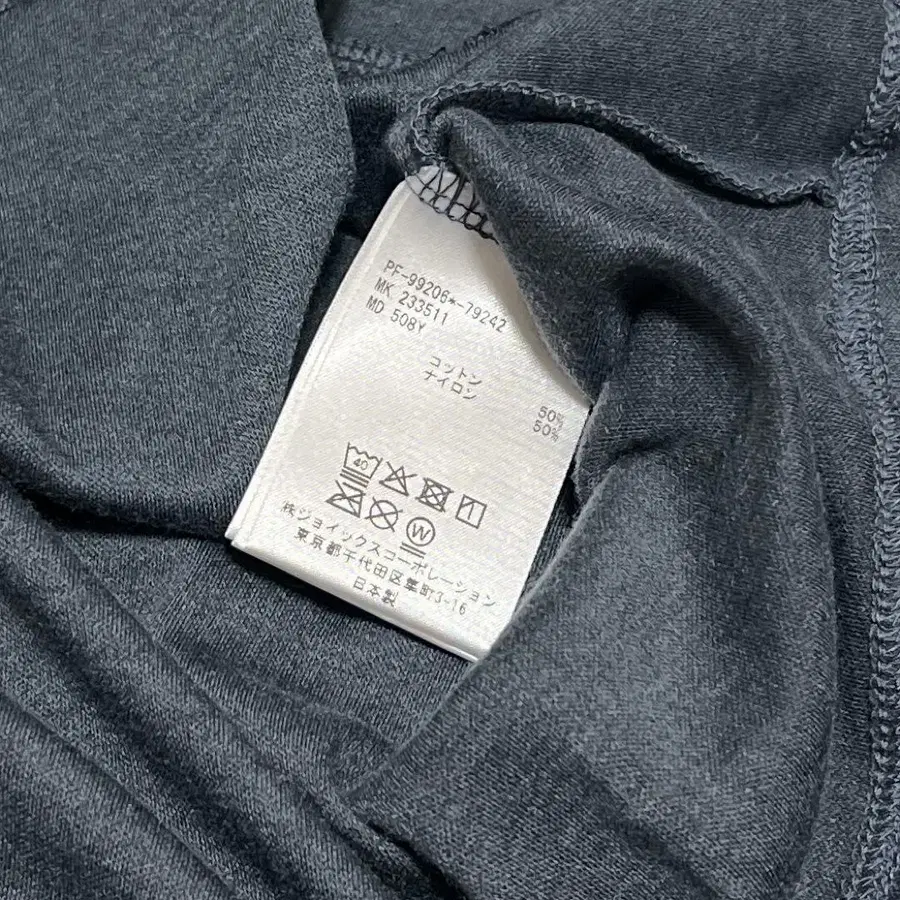 PF-99206*-79242
MK 233511
MD 508Y
コットン 50%
ナイロン 50%
40
W
株ジョイックスコーポレーション
東京都千代田区隼町3-16
日本製